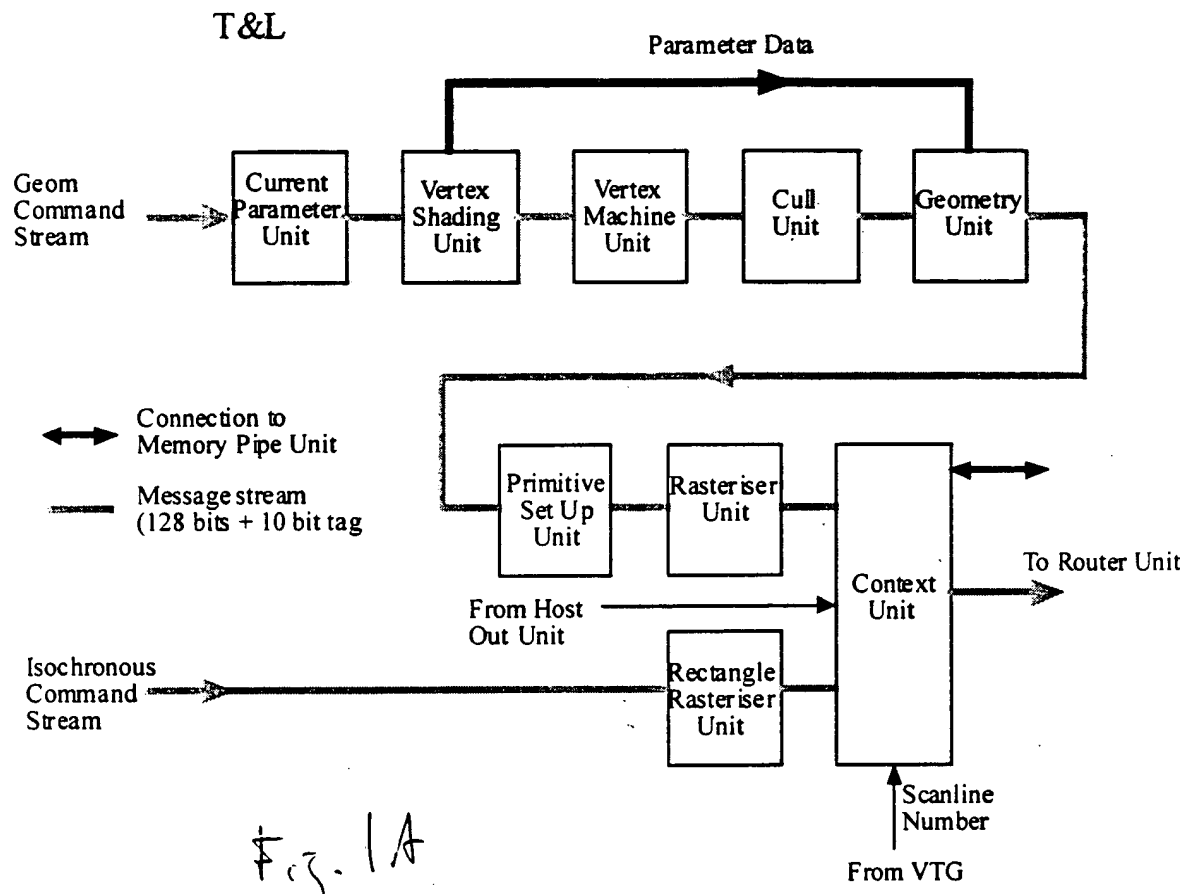 T&L
Parameter Data
Geom
Command
Stream
Current
Parameter
Unit
Vertex
Shading
Unit
Vertex
Machine
Unit
Cull
Unit
Geometry
Unit
Connection to
Memory Pipe Unit
Message stream
(128 bits + 10 bit tag
Primitive
Set Up
Unit
Rasteriser
Unit
Context
Unit
To Router Unit
From Host
Out Unit
Isochronous
Command
Stream
Rectangle
Rasteriser
Unit
Scanline
Number
From VTG
Fig. 1A